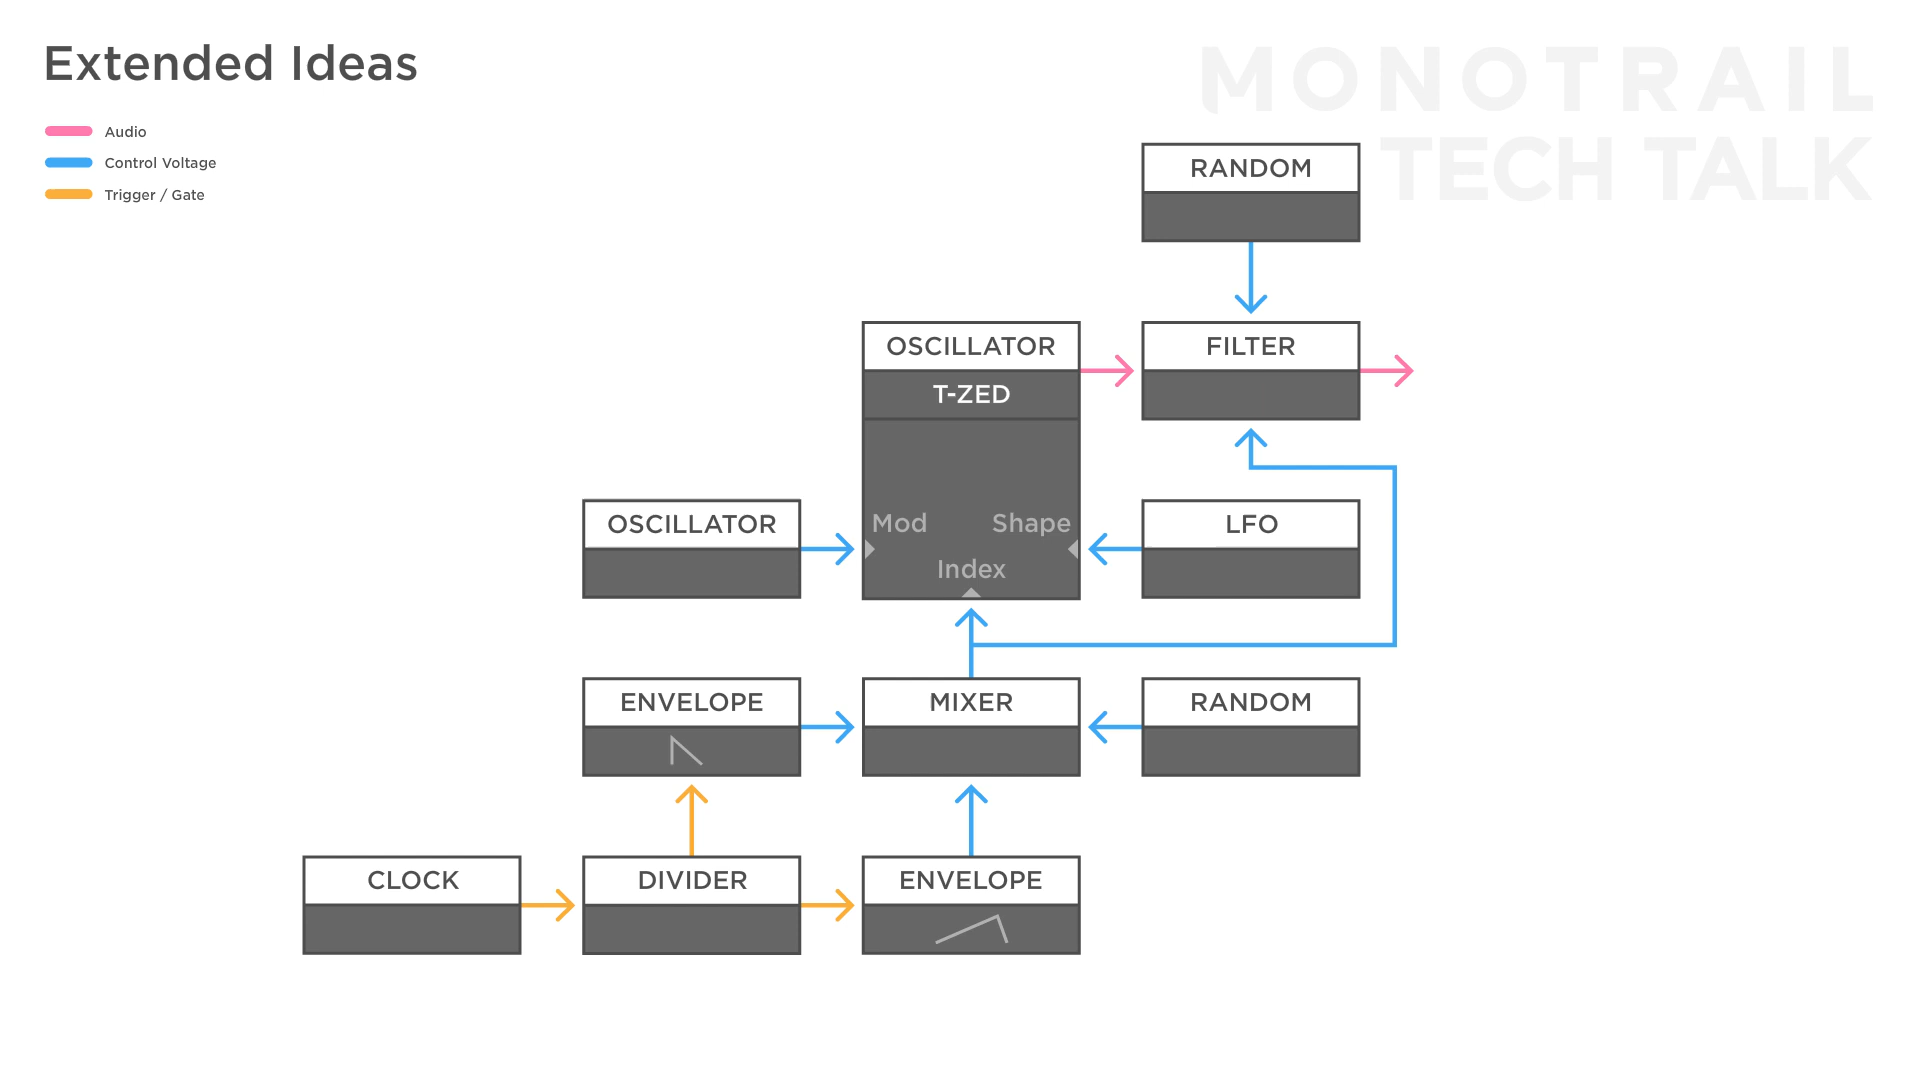 Extended Ideas
MONOTRAIL
TECH TALK
Audio
Control Voltage
Trigger / Gate
RANDOM
OSCILLATOR
T-ZED
FILTER
OSCILLATOR
Mod
Shape
Index
LFO
ENVELOPE
MIXER
RANDOM
CLOCK
DIVIDER
ENVELOPE